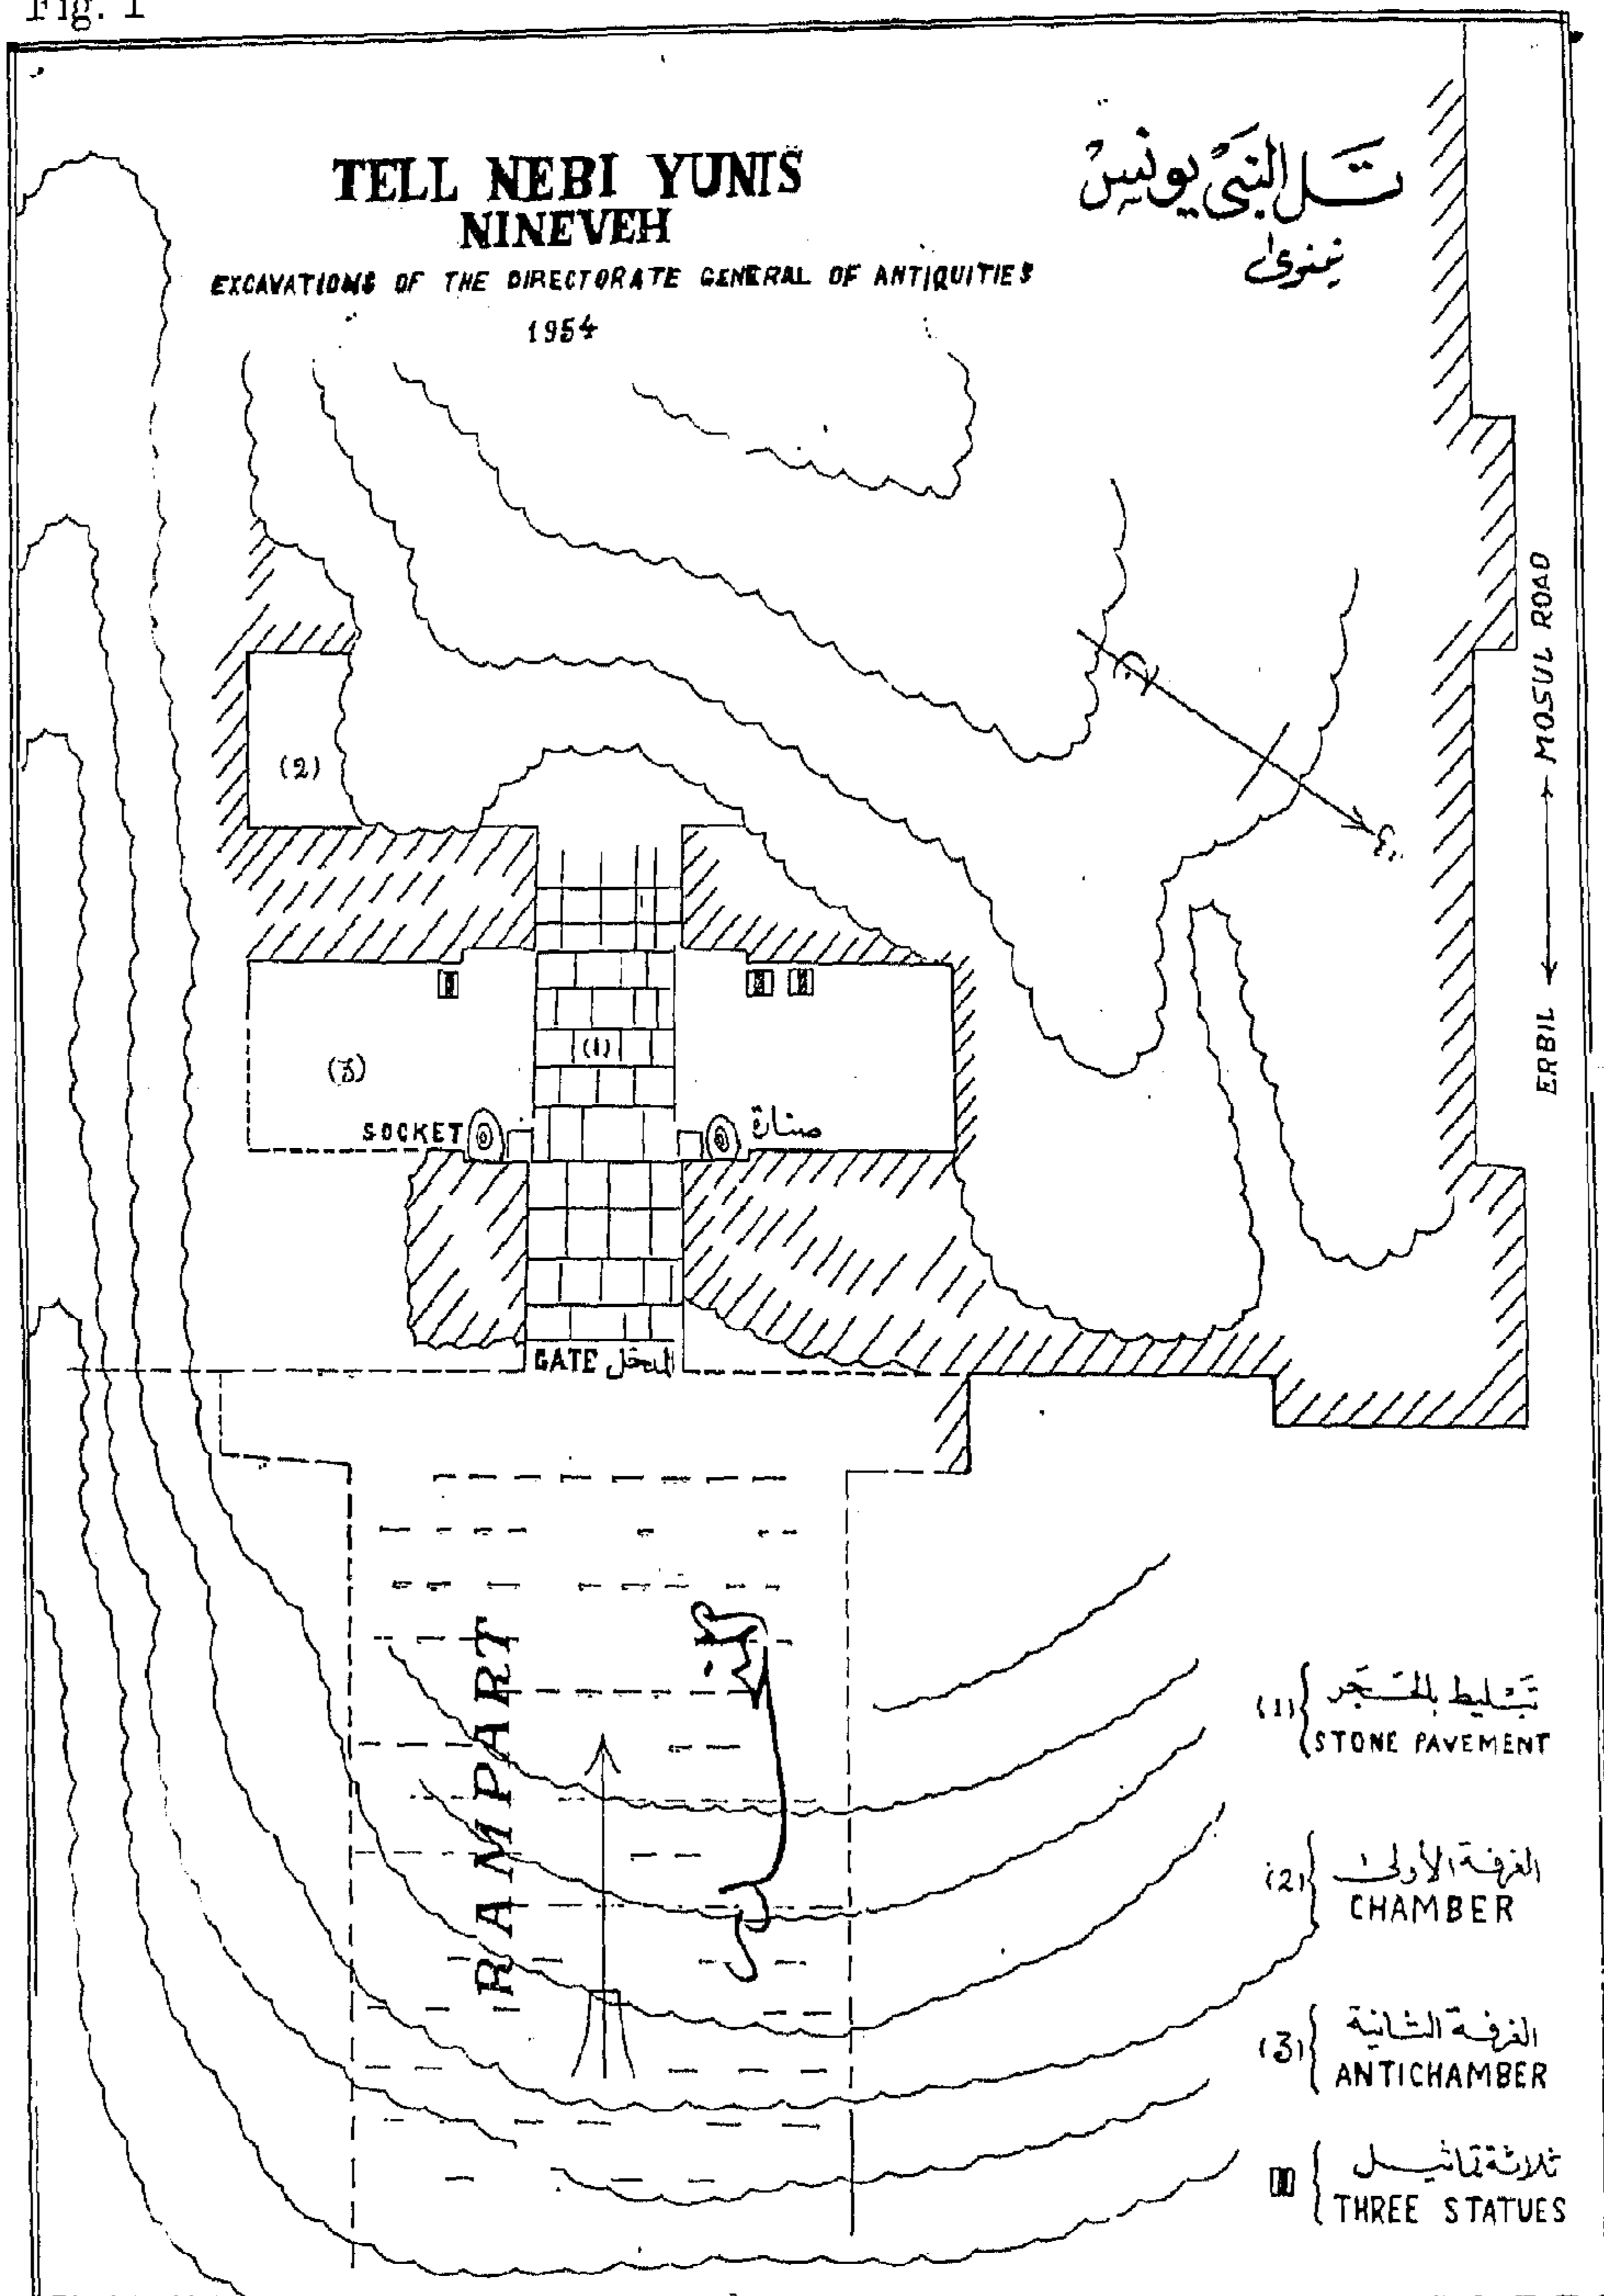 Fig. 1
TELL NEBI YUNIS
NINEVEH
EXCAVATIONS OF THE DIRECTORATE GENERAL OF ANTIQUITIES
1954
تل النبي يونس
نينوى
MOSUL ROAD
ERBIL
(2)
(1)
(3)
SOCKET
صنارة
GATE المدخل
RAMPART
(1) تبليط بالحجر
STONE PAVEMENT
(2) الغرفة الأولى
CHAMBER
(3) الغرفة الثانية
ANTICHAMBER
ثلاثة تماثيل
THREE STATUES